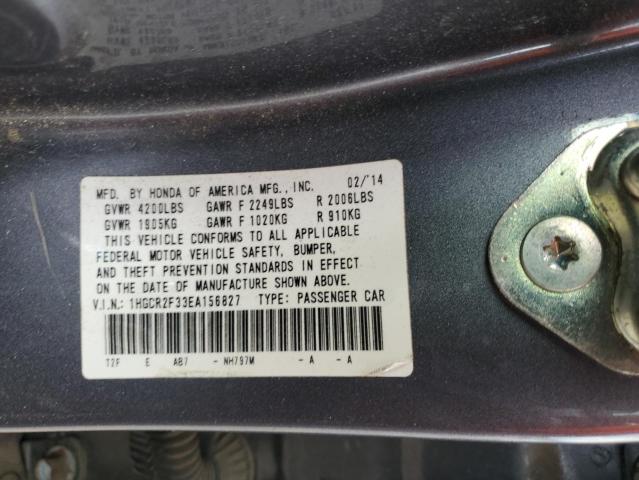 MFD. BY HONDA OF AMERICA MFG., INC. 02/'14
GVWR 4200LBS GAWR F 2249LBS R 2006LBS
GVWR 1905KG GAWR F 1020KG R 910KG
THIS VEHICLE CONFORMS TO ALL APPLICABLE
FEDERAL MOTOR VEHICLE SAFETY, BUMPER,
AND THEFT PREVENTION STANDARDS IN EFFECT
ON THE DATE OF MANUFACTURE SHOWN ABOVE.
V.I.N.: 1HGCR2F33EA156827 TYPE: PASSENGER CAR
T2F E AB7 - NH797M - A - A